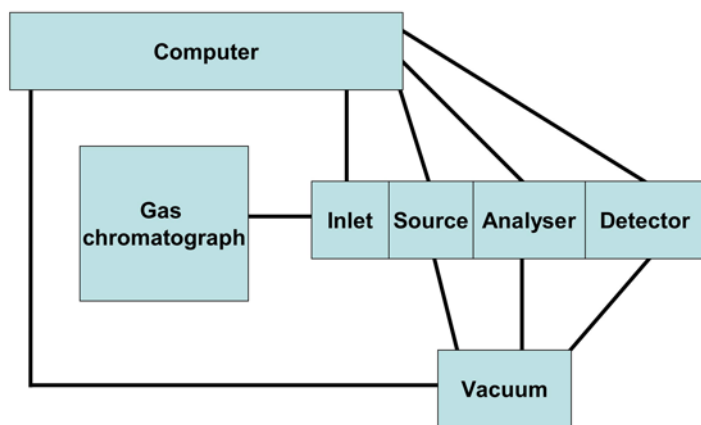 Computer
Gas
chromatograph
Inlet
Source
Analyser
Detector
Vacuum